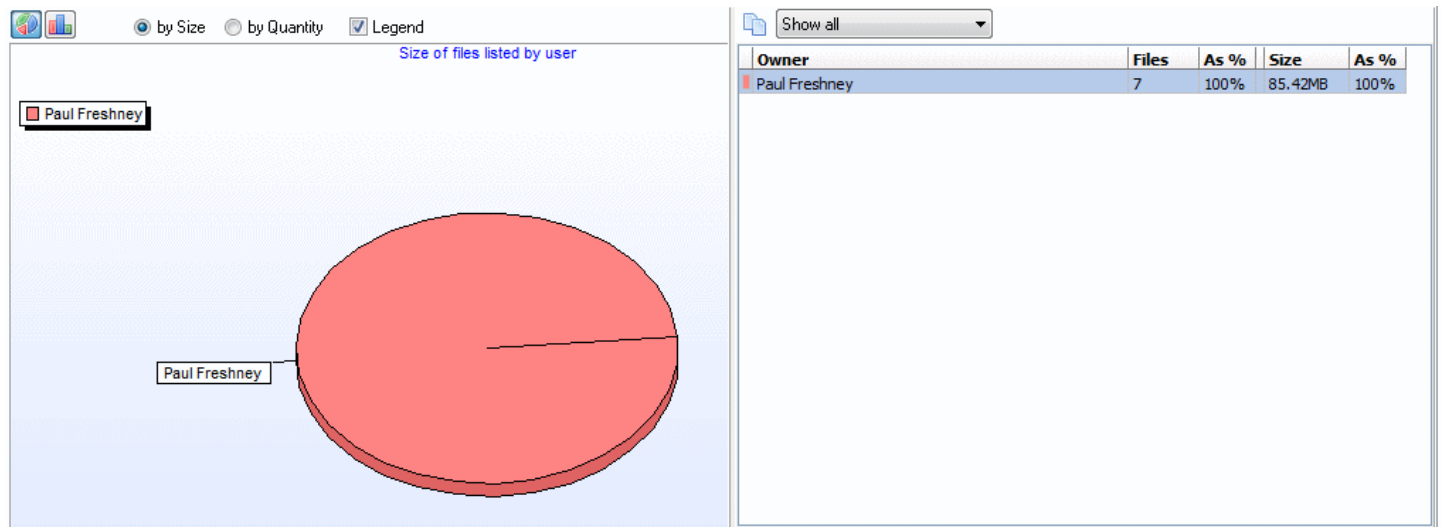 by Size by Quantity Legend
Size of files listed by user
Paul Freshney
Paul Freshney
Show all
Owner Files As % Size As %
Paul Freshney 7 100% 85.42MB 100%